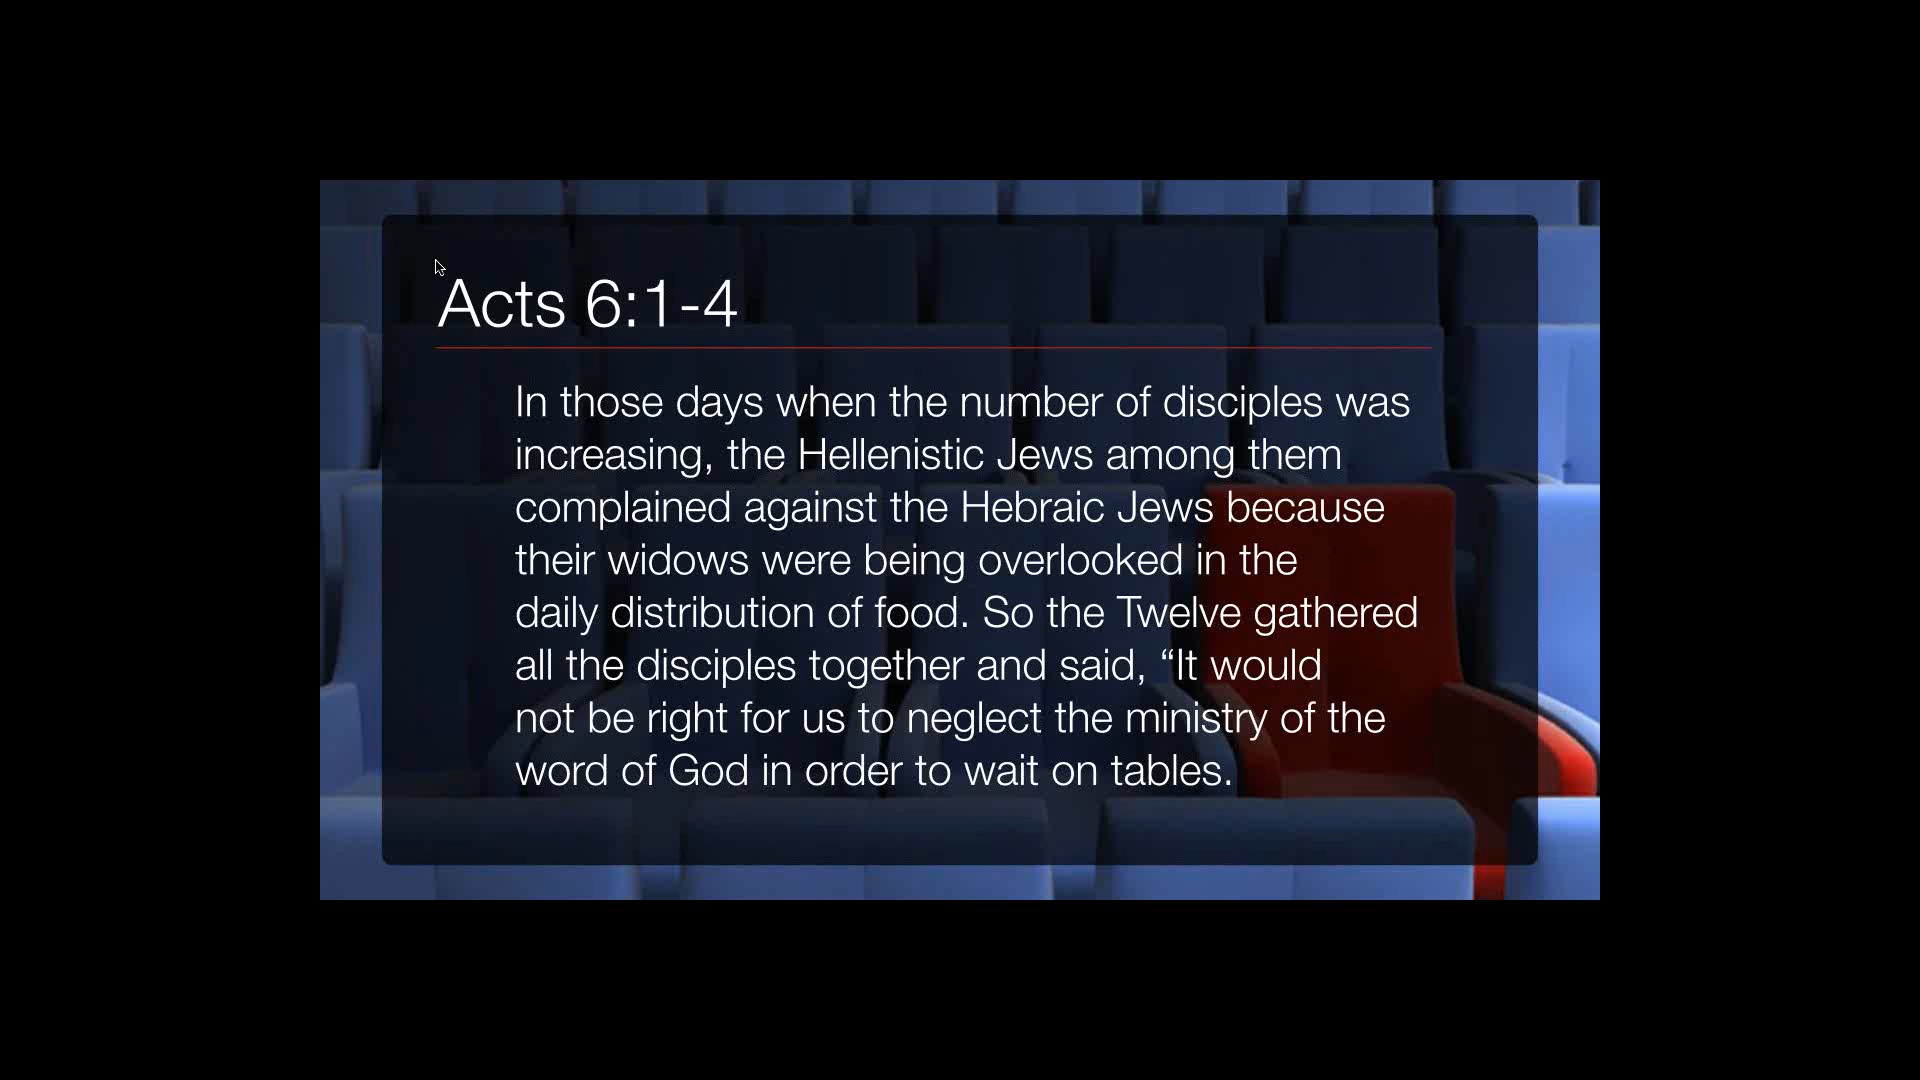 Acts 6:1-4
In those days when the number of disciples was
increasing, the Hellenistic Jews among them
complained against the Hebraic Jews because
their widows were being overlooked in the
daily distribution of food. So the Twelve gathered
all the disciples together and said, “It would
not be right for us to neglect the ministry of the
word of God in order to wait on tables.